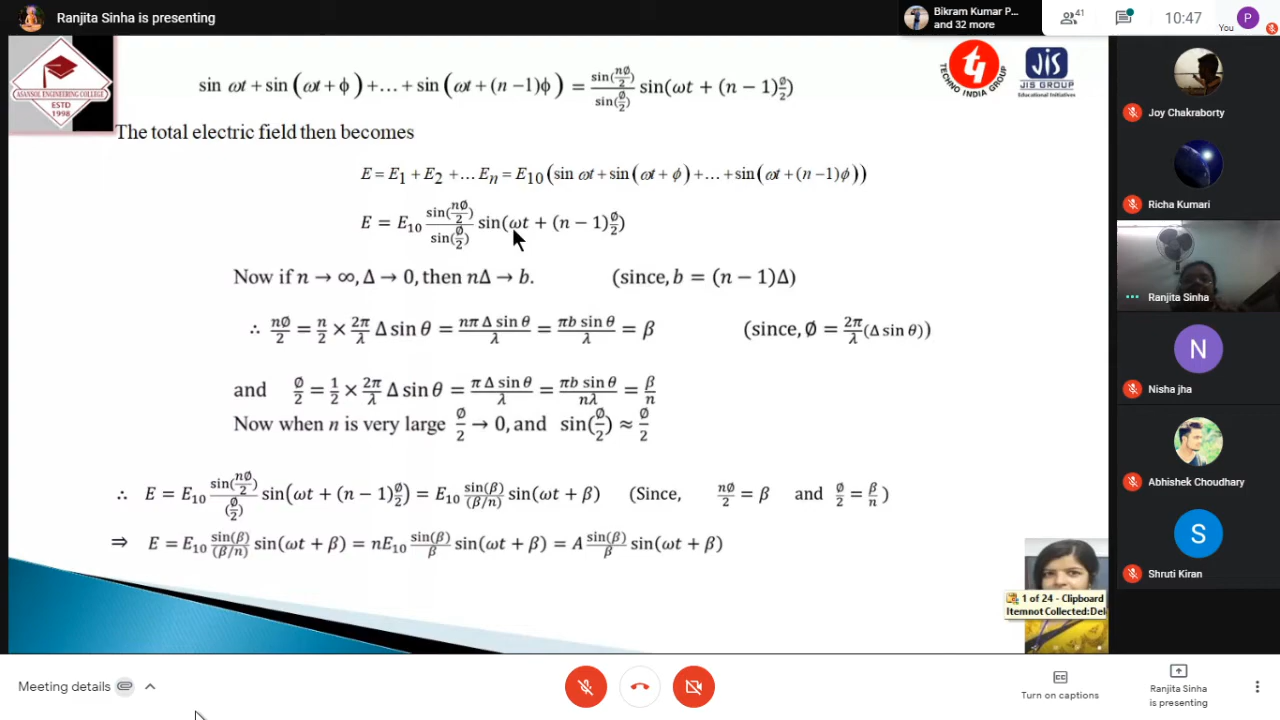 Ranjita Sinha is presenting
Bikram Kumar P...
and 32 more
41
10:47
P
You
ASANSOL ENGINEERING COLLEGE
ESTD
1998
TECHNO INDIA GROUP
JIS GROUP
Educational Initiatives
sin ωt + sin (ωt + ϕ) +… + sin (ωt + (n −1)ϕ) = sin(nØ/2)/sin(Ø/2) sin(ωt + (n − 1)Ø/2)
The total electric field then becomes
E = E₁ + E₂ + … Eₙ = E₁₀(sin ωt + sin (ωt + ϕ) +… + sin (ωt + (n −1)ϕ))
E = E₁₀ sin(nØ/2)/sin(Ø/2) sin(ωt + (n − 1)Ø/2)
Now if n → ∞, Δ → 0, then nΔ → b. (since, b = (n − 1)Δ)
∴ nØ/2 = n/2 × 2π/λ Δ sin θ = nπ Δ sin θ/λ = πb sin θ/λ = β (since, Ø = 2π/λ (Δ sin θ))
and Ø/2 = 1/2 × 2π/λ Δ sin θ = π Δ sin θ/λ = πb sin θ/nλ = β/n
Now when n is very large Ø/2 → 0, and sin(Ø/2) ≈ Ø/2
∴ E = E₁₀ sin(nØ/2)/(Ø/2) sin(ωt + (n − 1)Ø/2) = E₁₀ sin(β)/(β/n) sin(ωt + β) (Since, nØ/2 = β and Ø/2 = β/n )
⇒ E = E₁₀ sin(β)/(β/n) sin(ωt + β) = nE₁₀ sin(β)/β sin(ωt + β) = A sin(β)/β sin(ωt + β)
1 of 24 - Clipboard
Itemnot Collected:Del
Joy Chakraborty
Richa Kumari
Ranjita Sinha
N
Nisha jha
Abhishek Choudhary
S
Shruti Kiran
Meeting details
Turn on captions
Ranjita Sinha
is presenting